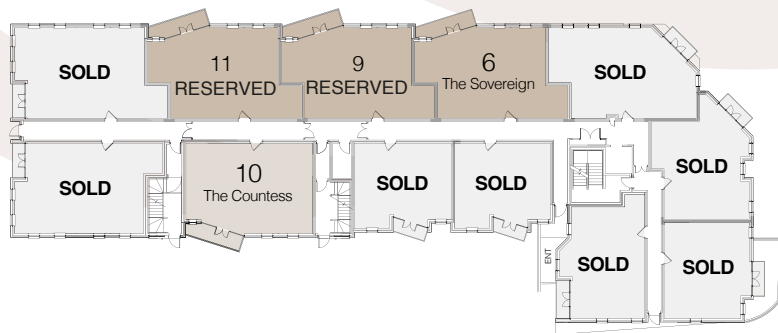 SOLD
11
RESERVED
9
RESERVED
6
The Sovereign
SOLD
SOLD
10
The Countess
SOLD
SOLD
SOLD
ENT
SOLD
SOLD